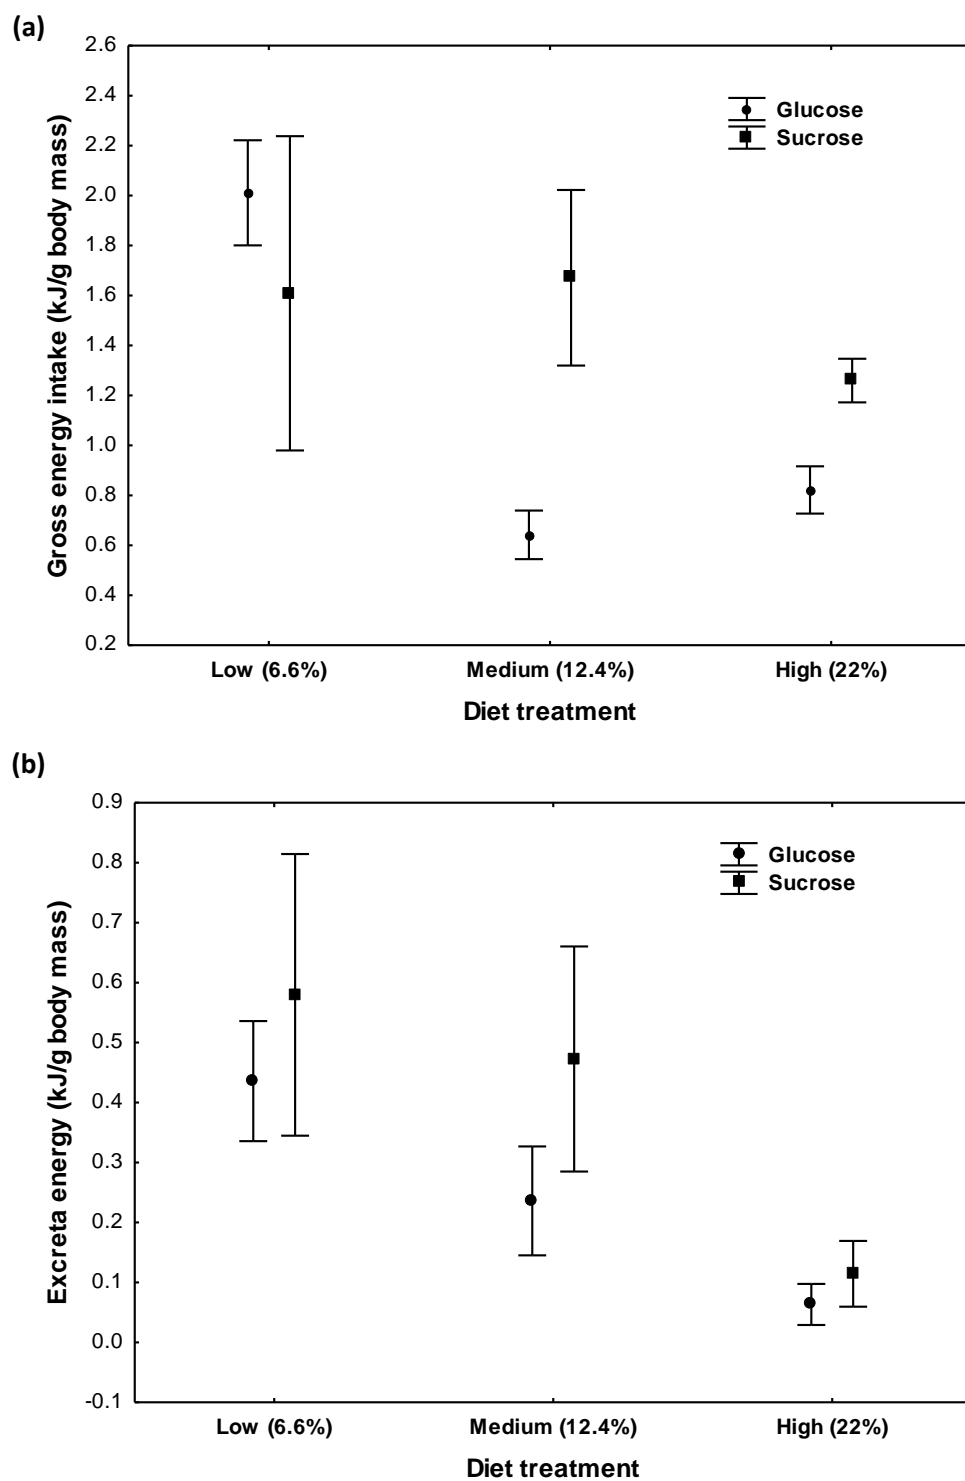 (a)
Gross energy intake (kJ/g body mass)
2.6
2.4
2.2
2.0
1.8
1.6
1.4
1.2
1.0
0.8
0.6
0.4
0.2
Glucose
Sucrose
Low (6.6%) Medium (12.4%) High (22%)
Diet treatment
(b)
Excreta energy (kJ/g body mass)
0.9
0.8
0.7
0.6
0.5
0.4
0.3
0.2
0.1
0.0
-0.1
Glucose
Sucrose
Low (6.6%) Medium (12.4%) High (22%)
Diet treatment